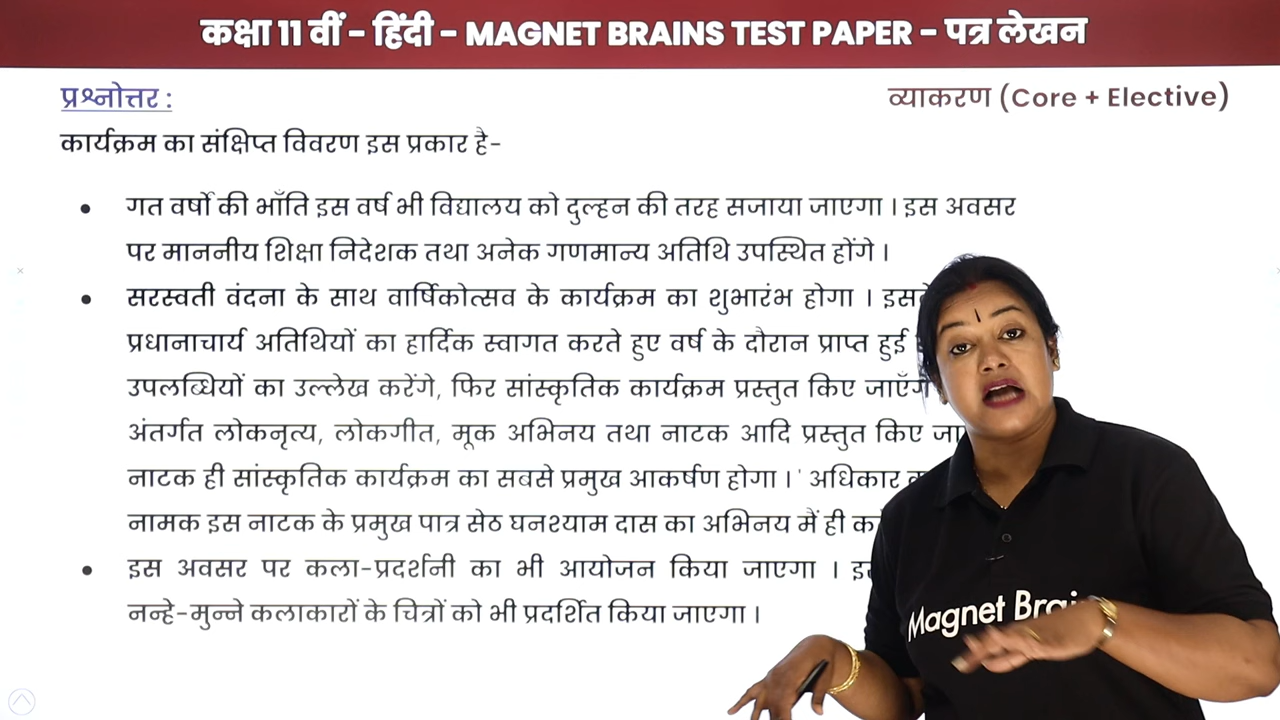 कक्षा 11 वीं - हिंदी - MAGNET BRAINS TEST PAPER - पत्र लेखन
प्रश्नोत्तर :
व्याकरण (Core + Elective)
कार्यक्रम का संक्षिप्त विवरण इस प्रकार है-
• गत वर्षो की भाँति इस वर्ष भी विद्यालय को दुल्हन की तरह सजाया जाएगा । इस अवसर
पर माननीय शिक्षा निदेशक तथा अनेक गणमान्य अतिथि उपस्थित होंगे ।
• सरस्वती वंदना के साथ वार्षिकोत्सव के कार्यक्रम का शुभारंभ होगा ।
प्रधानाचार्य अतिथियों का हार्दिक स्वागत करते हुए वर्ष के दौरान प्राप्त हुई
उपलब्धियों का उल्लेख करेंगे, फिर सांस्कृतिक कार्यक्रम प्रस्तुत किए
अंतर्गत लोकनृत्य, लोकगीत, मूक अभिनय तथा नाटक आदि प्रस्तुत किए
नाटक ही सांस्कृतिक कार्यक्रम का सबसे प्रमुख आकर्षण होगा । ' अधिकार
नामक इस नाटक के प्रमुख पात्र सेठ घनश्याम दास का अभिनय मैं ही
• इस अवसर पर कला-प्रदर्शनी का भी आयोजन किया जाएगा ।
नन्हे-मुन्ने कलाकारों के चित्रों को भी प्रदर्शित किया जाएगा ।
Magnet